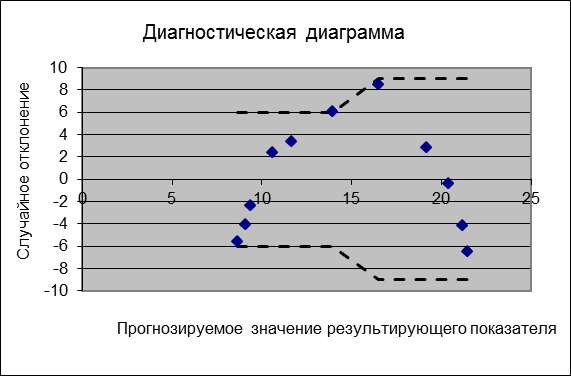 Диагностическая диаграмма
Случайное отклонение
10
8
6
4
2
0
-2
-4
-6
-8
-10
0 5 10 15 20 25
Прогнозируемое значение результирующего показателя